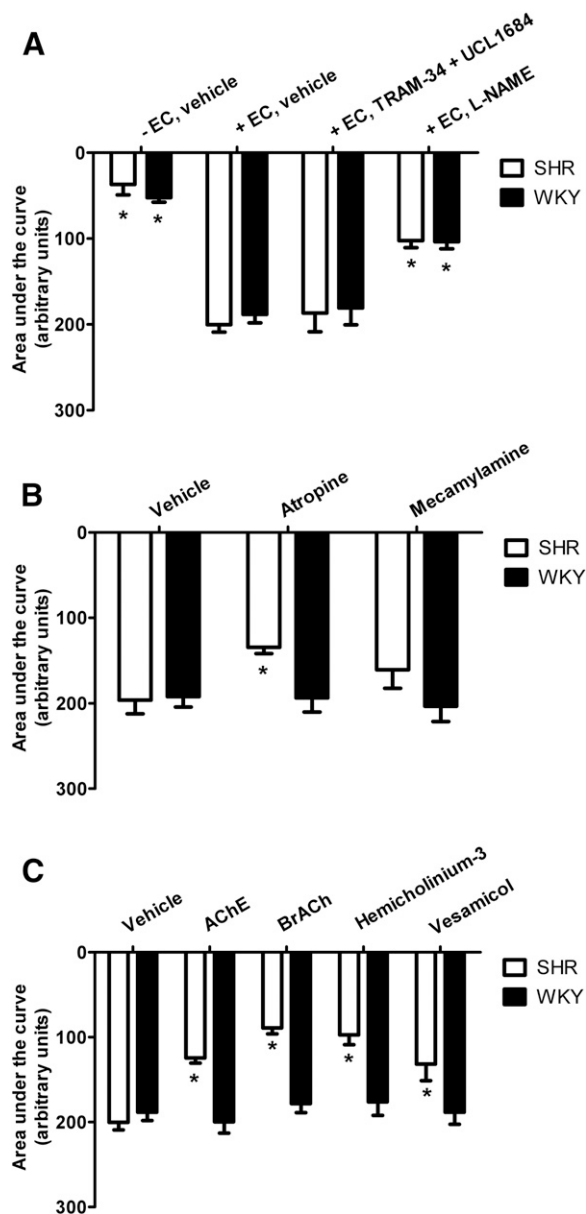 A
- EC, vehicle
+ EC, vehicle
+ EC, TRAM-34 + UCL1684
+ EC, L-NAME
0
100
200
300
Area under the curve
(arbitrary units)
* * * *
SHR
WKY
B
Vehicle
Atropine
Mecamylamine
0
100
200
300
Area under the curve
(arbitrary units)
*
SHR
WKY
C
Vehicle
AChE
BrACh
Hemicholinium-3
Vesamicol
0
100
200
300
Area under the curve
(arbitrary units)
* * * *
SHR
WKY